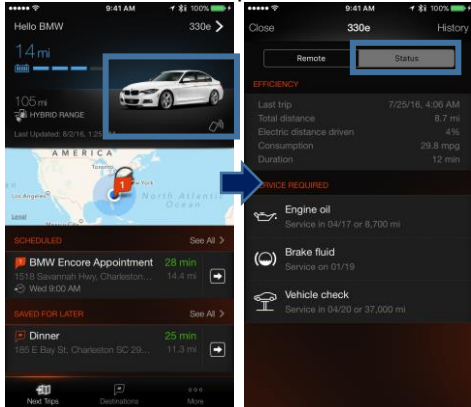 9:41 AM
100%
Hello BMW
330e
14 mi
105 mi
HYBRID RANGE
Last Updated: 8/2/16, 1:25
AMERICA
Toronto
New York
Los Angeles
North Atlantic
Ocean
Legal
Mexico
1
SCHEDULED
See All
BMW Encore Appointment
28 min
1518 Savannah Hwy, Charleston...
14.4 mi
Wed 9:00 AM
SAVED FOR LATER
See All
Dinner
25 min
185 E Bay St, Charleston SC 29...
11.3 mi
Next Trips
Destinations
More
9:41 AM
100%
Close
330e
History
Remote
Status
EFFICIENCY
Last trip
7/25/16, 4:06 AM
Total distance
8.7 mi
Electric distance driven
4%
Consumption
29.8 mpg
Duration
12 min
SERVICE REQUIRED
Engine oil
Service in 04/17 or 8,700 mi
Brake fluid
Service on 01/19
Vehicle check
Service in 04/20 or 37,000 mi